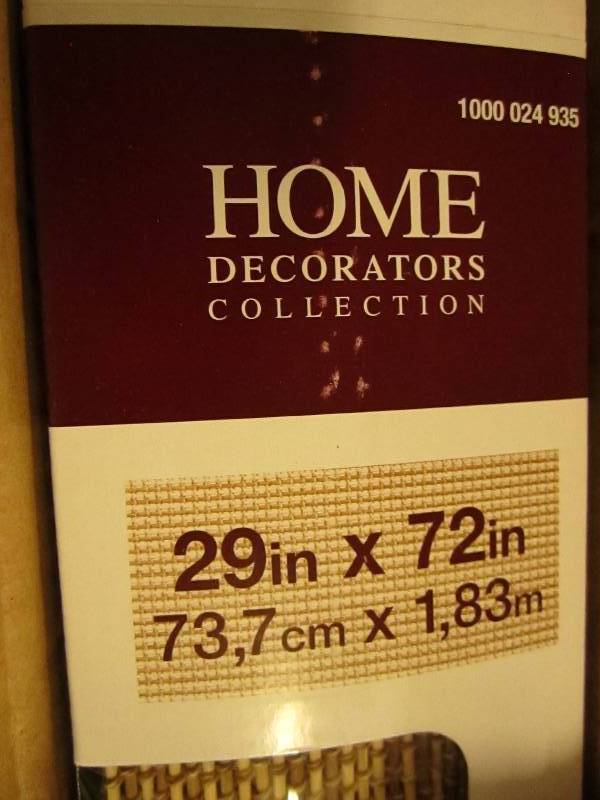 1000 024 935
HOME
DECORATORS
COLLECTION
29in x 72in
73,7cm x 1,83m